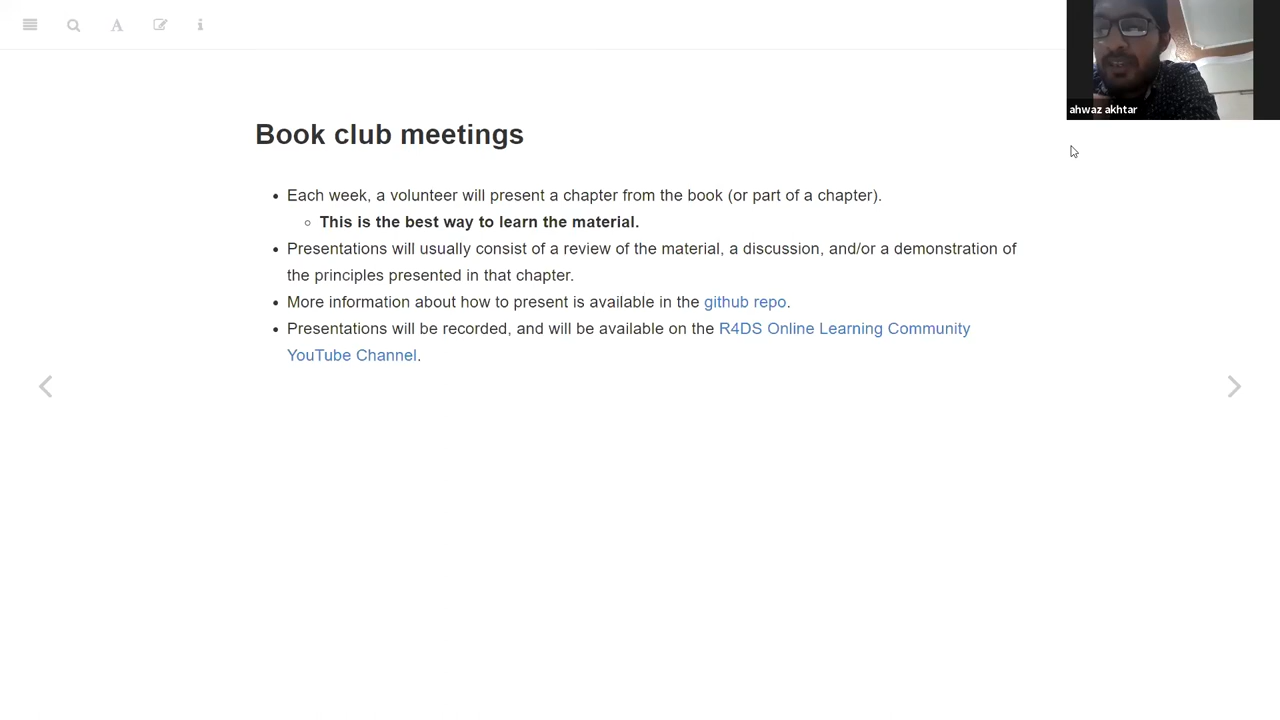 ahwaz akhtar
Book club meetings
Each week, a volunteer will present a chapter from the book (or part of a chapter).
This is the best way to learn the material.
Presentations will usually consist of a review of the material, a discussion, and/or a demonstration of
the principles presented in that chapter.
More information about how to present is available in the github repo.
Presentations will be recorded, and will be available on the R4DS Online Learning Community
YouTube Channel.